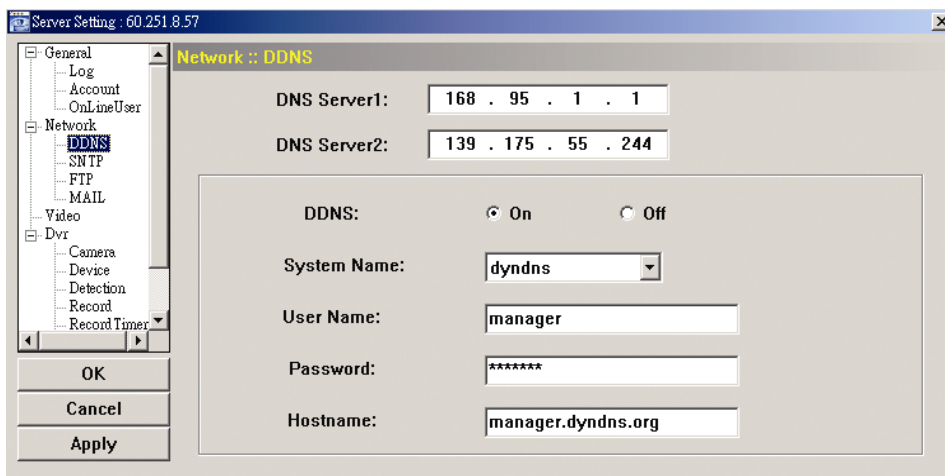 Server Setting : 60.251.8.57
General
Log
Account
OnLineUser
Network
DDNS
SNTP
FTP
MAIL
Video
Dvr
Camera
Device
Detection
Record
RecordTimer
OK
Cancel
Apply
Network :: DDNS
DNS Server1: 168 . 95 . 1 . 1
DNS Server2: 139 . 175 . 55 . 244
DDNS: On Off
System Name: dyndns
User Name: manager
Password: *******
Hostname: manager.dyndns.org